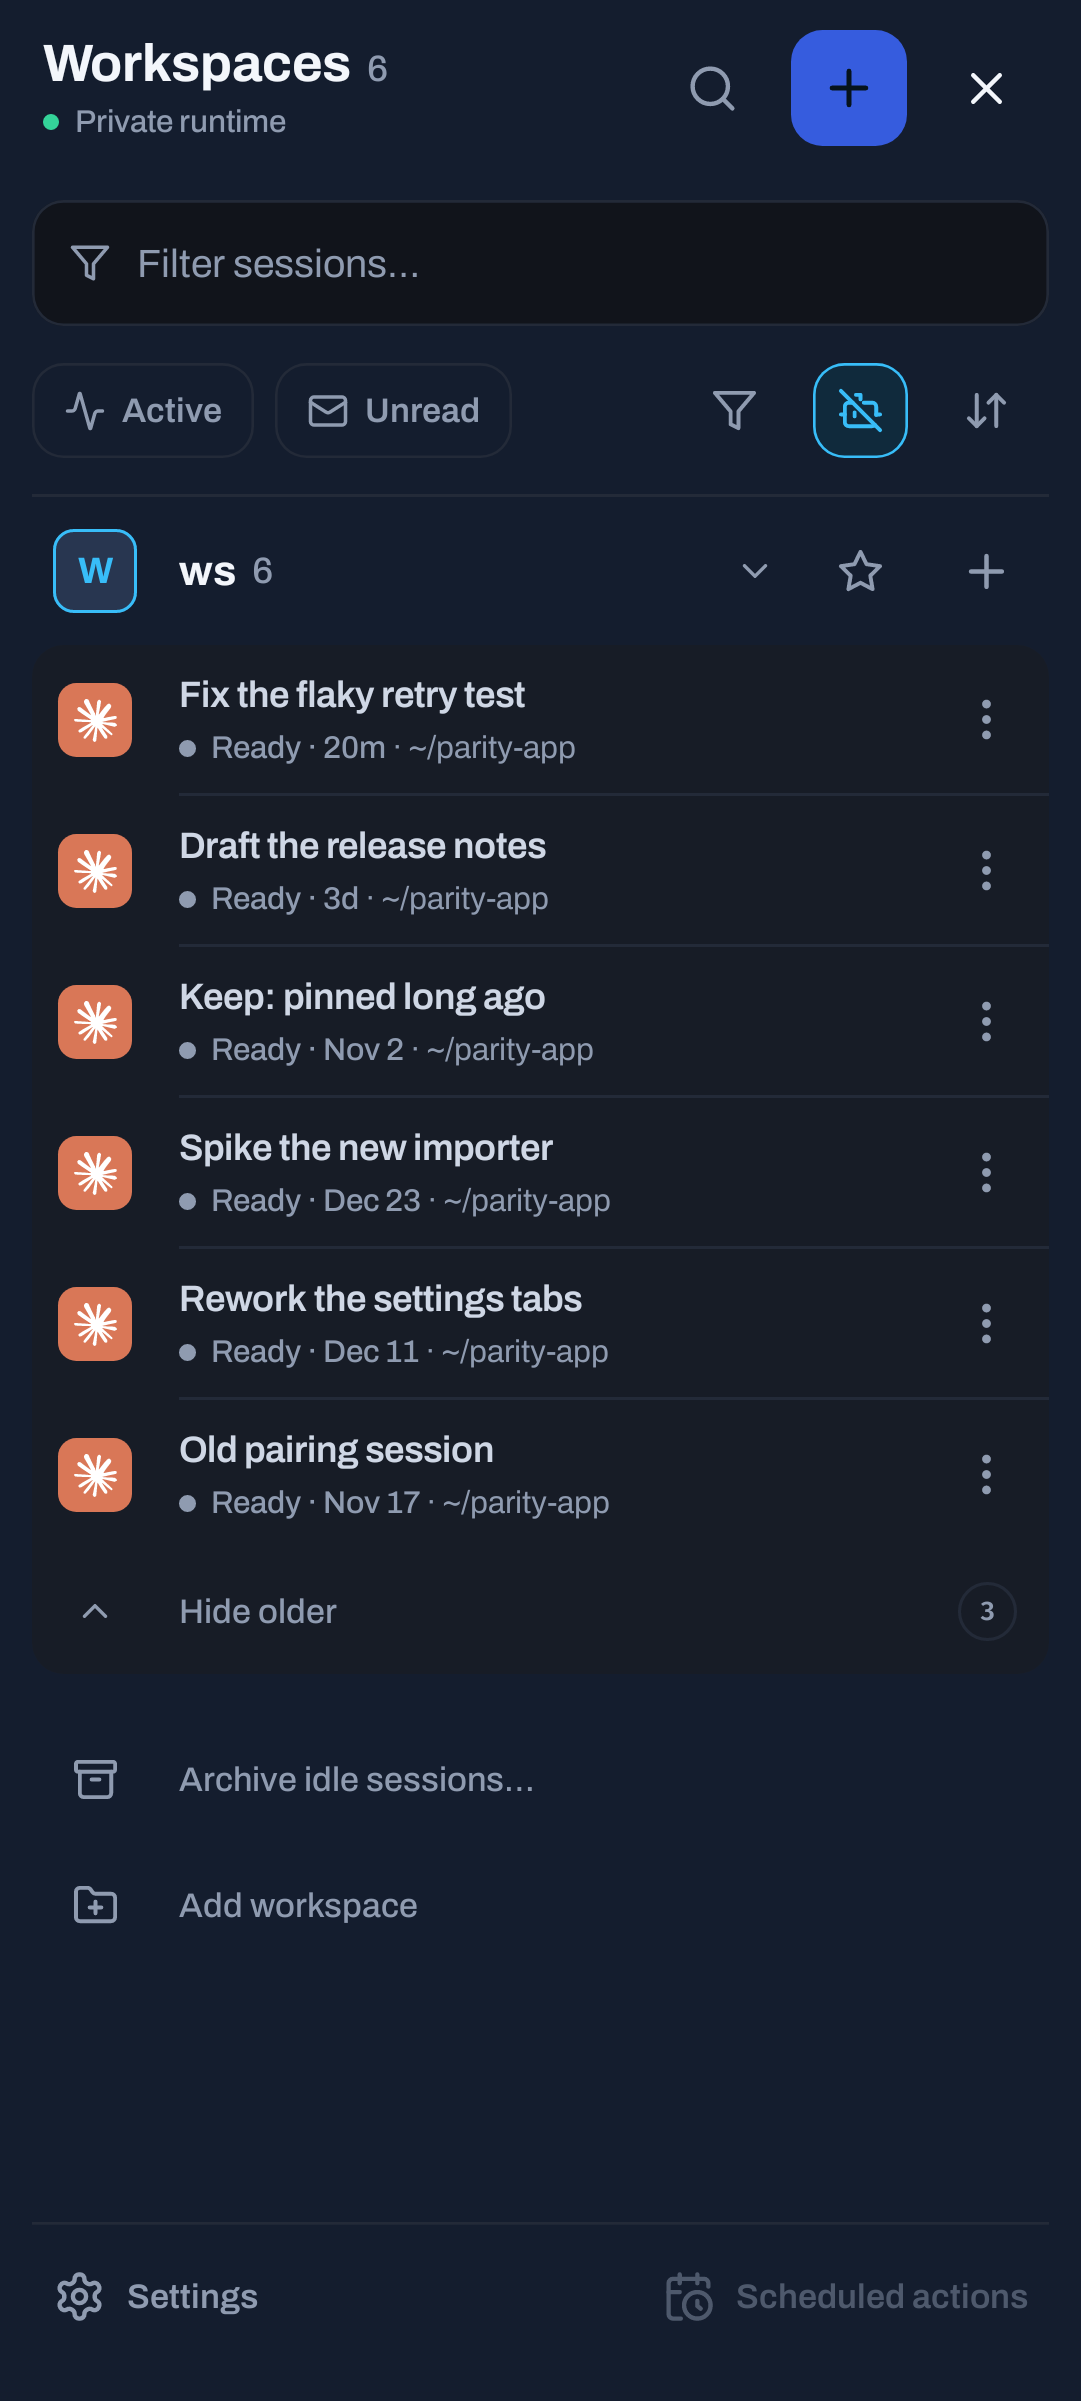 Workspaces 6
Private runtime
Filter sessions...
Active
Unread
W
ws 6
Fix the flaky retry test
Ready · 20m · ~/parity-app
Draft the release notes
Ready · 3d · ~/parity-app
Keep: pinned long ago
Ready · Nov 2 · ~/parity-app
Spike the new importer
Ready · Dec 23 · ~/parity-app
Rework the settings tabs
Ready · Dec 11 · ~/parity-app
Old pairing session
Ready · Nov 17 · ~/parity-app
Hide older 3
Archive idle sessions...
Add workspace
Settings
Scheduled actions